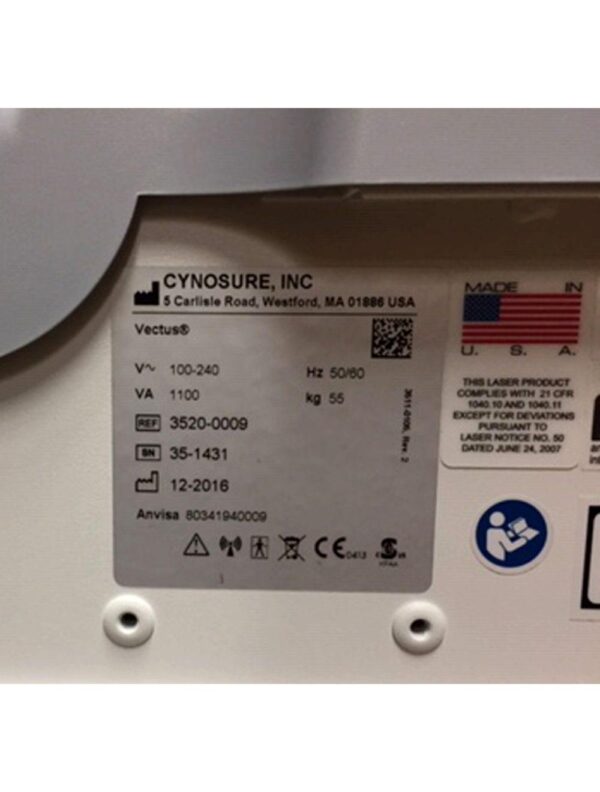 CYNOSURE, INC
5 Carlisle Road, Westford, MA 01886 USA
Vectus®
V~ 100-240 Hz 50/60
VA 1100 kg 55
REF 3520-0009
SN 35-1431
12-2016
Anvisa 80341940009
CE 0413
MADE IN
U. S. A.
THIS LASER PRODUCT
COMPLIES WITH 21 CFR
1040.10 AND 1040.11
EXCEPT FOR DEVIATIONS
PURSUANT TO
LASER NOTICE NO. 50
DATED JUNE 24, 2007